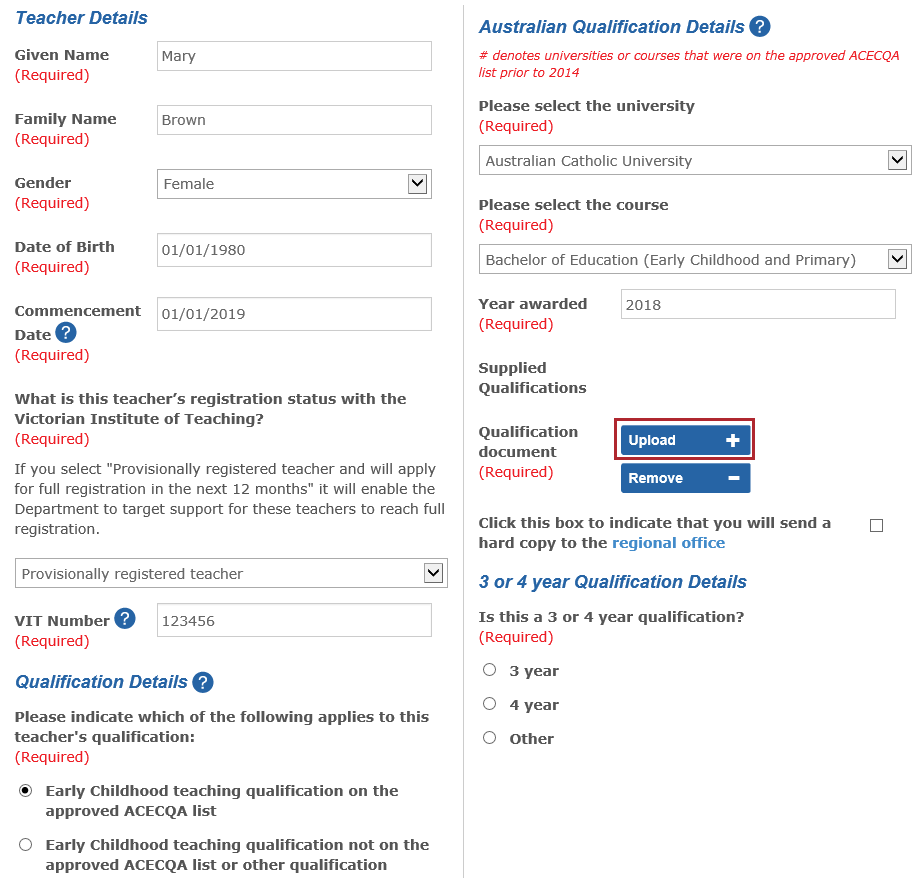 Teacher Details
Given Name
(Required)
Mary
Family Name
(Required)
Brown
Gender
(Required)
Female
Date of Birth
(Required)
01/01/1980
Commencement
Date ?
(Required)
01/01/2019
What is this teacher’s registration status with the
Victorian Institute of Teaching?
(Required)
If you select "Provisionally registered teacher and will apply
for full registration in the next 12 months" it will enable the
Department to target support for these teachers to reach full
registration.
Provisionally registered teacher
VIT Number ?
(Required)
123456
Qualification Details ?
Please indicate which of the following applies to this
teacher's qualification:
(Required)
Early Childhood teaching qualification on the
approved ACECQA list
Early Childhood teaching qualification not on the
approved ACECQA list or other qualification
Australian Qualification Details ?
# denotes universities or courses that were on the approved ACECQA
list prior to 2014
Please select the university
(Required)
Australian Catholic University
Please select the course
(Required)
Bachelor of Education (Early Childhood and Primary)
Year awarded
(Required)
2018
Supplied
Qualifications
Qualification
document
(Required)
Upload +
Remove −
Click this box to indicate that you will send a
hard copy to the regional office
3 or 4 year Qualification Details
Is this a 3 or 4 year qualification?
(Required)
3 year
4 year
Other